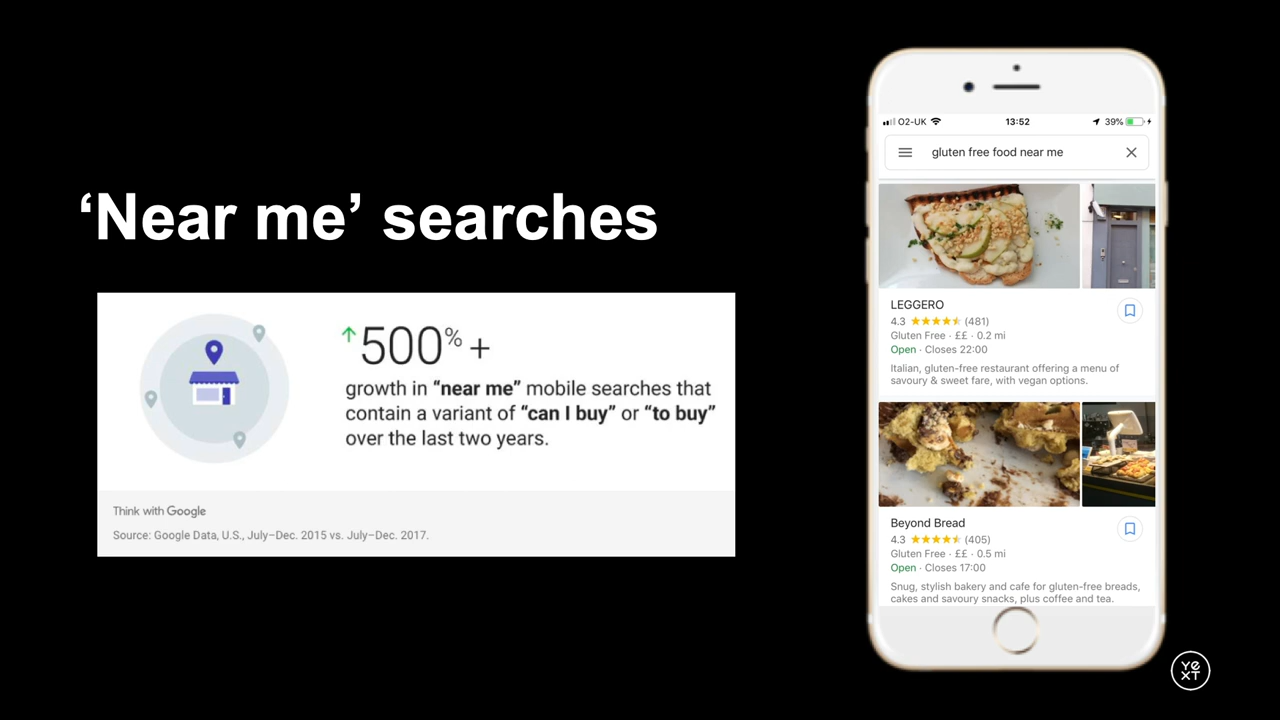 ‘Near me’ searches
↑500% +
growth in “near me” mobile searches that
contain a variant of “can I buy” or “to buy”
over the last two years.
Think with Google
Source: Google Data, U.S., July–Dec. 2015 vs. July–Dec. 2017.
O2-UK 13:52 39%
gluten free food near me
LEGGERO
4.3 ★★★★★ (481)
Gluten Free · ££ · 0.2 mi
Open · Closes 22:00
Italian, gluten-free restaurant offering a menu of
savoury & sweet fare, with vegan options.
Beyond Bread
4.3 ★★★★★ (405)
Gluten Free · ££ · 0.5 mi
Open · Closes 17:00
Snug, stylish bakery and cafe for gluten-free breads,
cakes and savoury snacks, plus coffee and tea.
yext